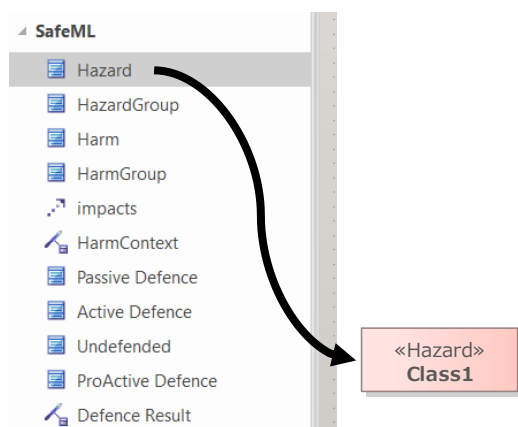 SafeML
Hazard
HazardGroup
Harm
HarmGroup
impacts
HarmContext
Passive Defence
Active Defence
Undefended
ProActive Defence
Defence Result
«Hazard»
Class1